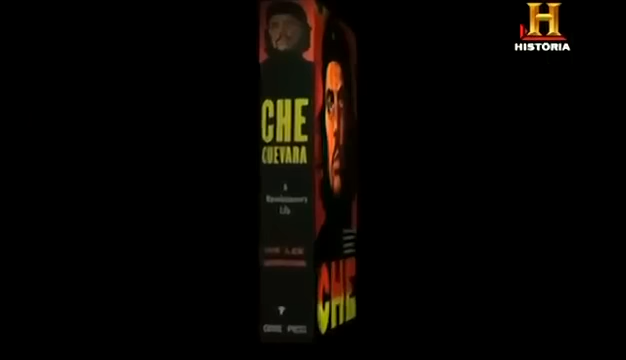 H
HISTORIA
CHE
GUEVARA
A
Revolutionary
Life
CHE